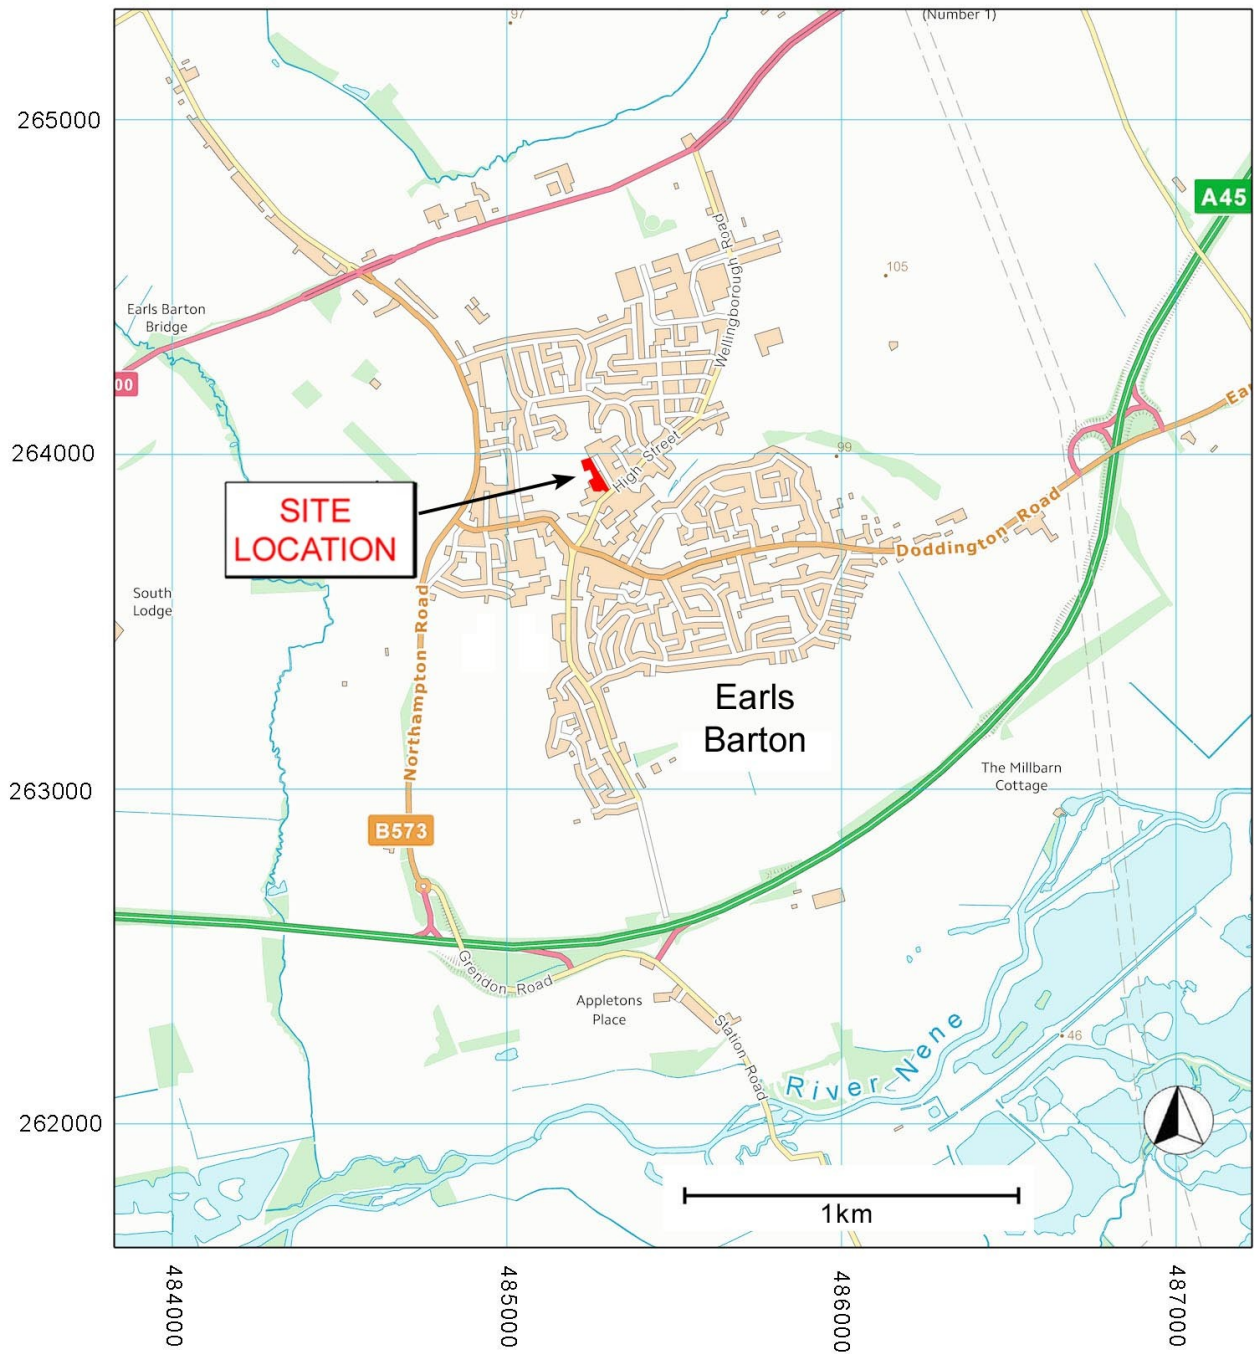 97
(Number 1)
265000
A45
Wellingborough Road
105
Earls Barton
Bridge
00
Ear
264000
High Street
99
SITE
LOCATION
Doddington Road
South
Lodge
Northampton Road
Earls
Barton
The Millbarn
Cottage
263000
B573
Grendon Road
Appletons
Place
Station Road
River Nene
46
262000
1km
484000
485000
486000
487000